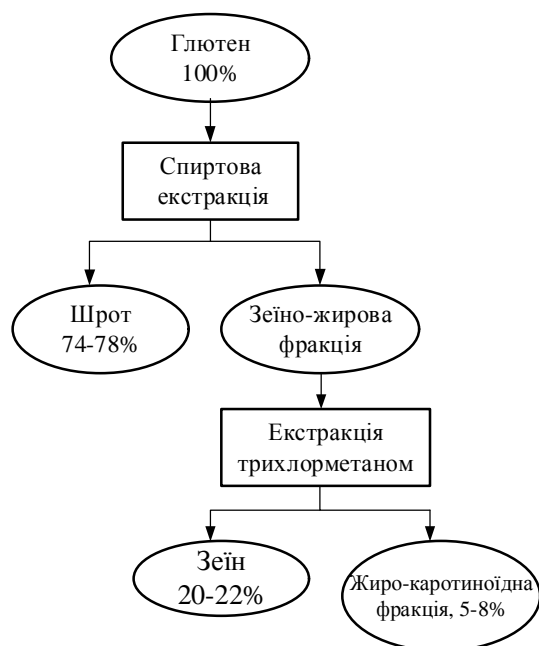 Глютен
100%
Спиртова
екстракція
Шрот
74-78%
Зеїно-жирова
фракція
Екстракція
трихлорметаном
Зеїн
20-22%
Жиро-каротиноїдна
фракція, 5-8%